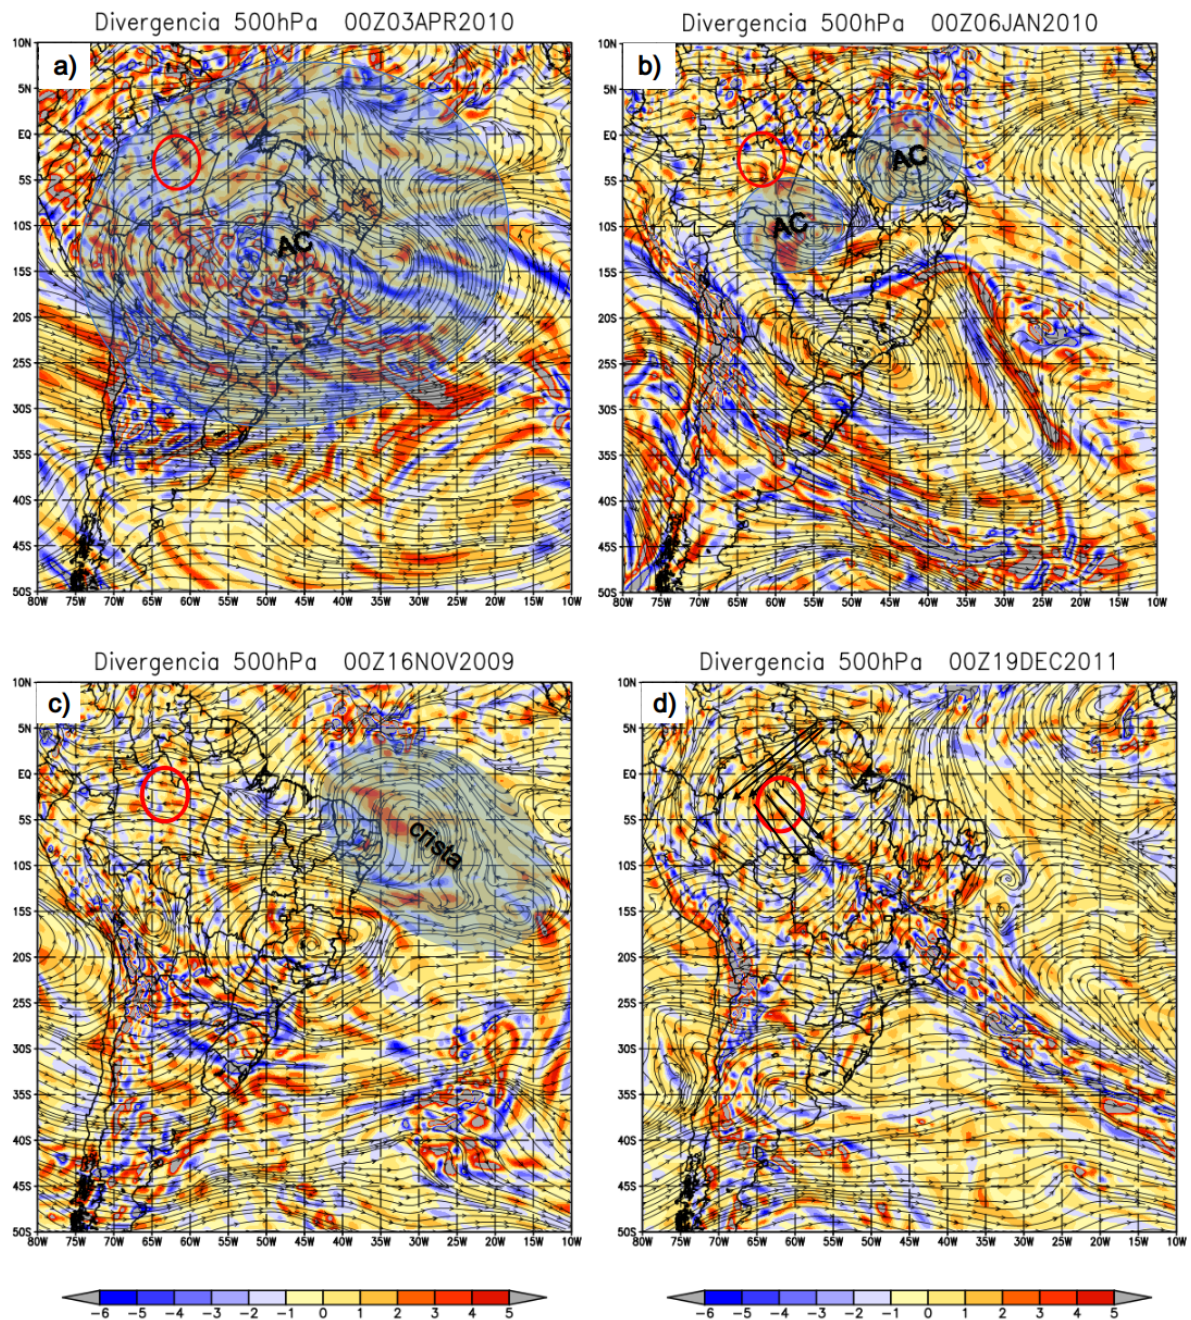 Divergencia 500hPa 00Z03APR2010
a)
AC
10N
5N
EQ
5S
10S
15S
20S
25S
30S
35S
40S
45S
50S
80W 75W 70W 65W 60W 55W 50W 45W 40W 35W 30W 25W 20W 15W 10W
Divergencia 500hPa 00Z06JAN2010
b)
AC
AC
10N
5N
EQ
5S
10S
15S
20S
25S
30S
35S
40S
45S
50S
80W 75W 70W 65W 60W 55W 50W 45W 40W 35W 30W 25W 20W 15W 10W
Divergencia 500hPa 00Z16NOV2009
c)
crista
10N
5N
EQ
5S
10S
15S
20S
25S
30S
35S
40S
45S
50S
80W 75W 70W 65W 60W 55W 50W 45W 40W 35W 30W 25W 20W 15W 10W
-6 -5 -4 -3 -2 -1 0 1 2 3 4 5
Divergencia 500hPa 00Z19DEC2011
d)
10N
5N
EQ
5S
10S
15S
20S
25S
30S
35S
40S
45S
50S
80W 75W 70W 65W 60W 55W 50W 45W 40W 35W 30W 25W 20W 15W 10W
-6 -5 -4 -3 -2 -1 0 1 2 3 4 5